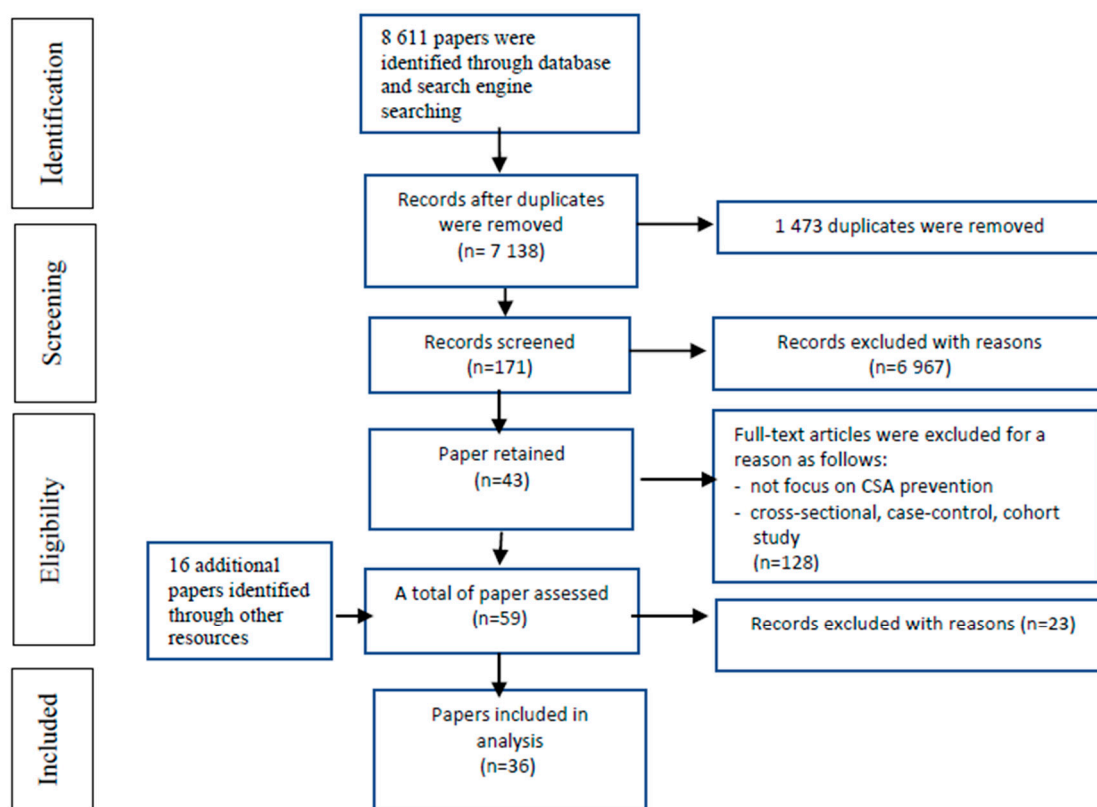 Identification
8 611 papers were
identified through database
and search engine
searching
Records after duplicates
were removed
(n= 7 138)
1 473 duplicates were removed
Screening
Records screened
(n=171)
Records excluded with reasons
(n=6 967)
Eligibility
Paper retained
(n=43)
Full-text articles were excluded for a
reason as follows:
- not focus on CSA prevention
- cross-sectional, case-control, cohort
study
(n=128)
16 additional
papers identified
through other
resources
A total of paper assessed
(n=59)
Records excluded with reasons (n=23)
Included
Papers included in
analysis
(n=36)